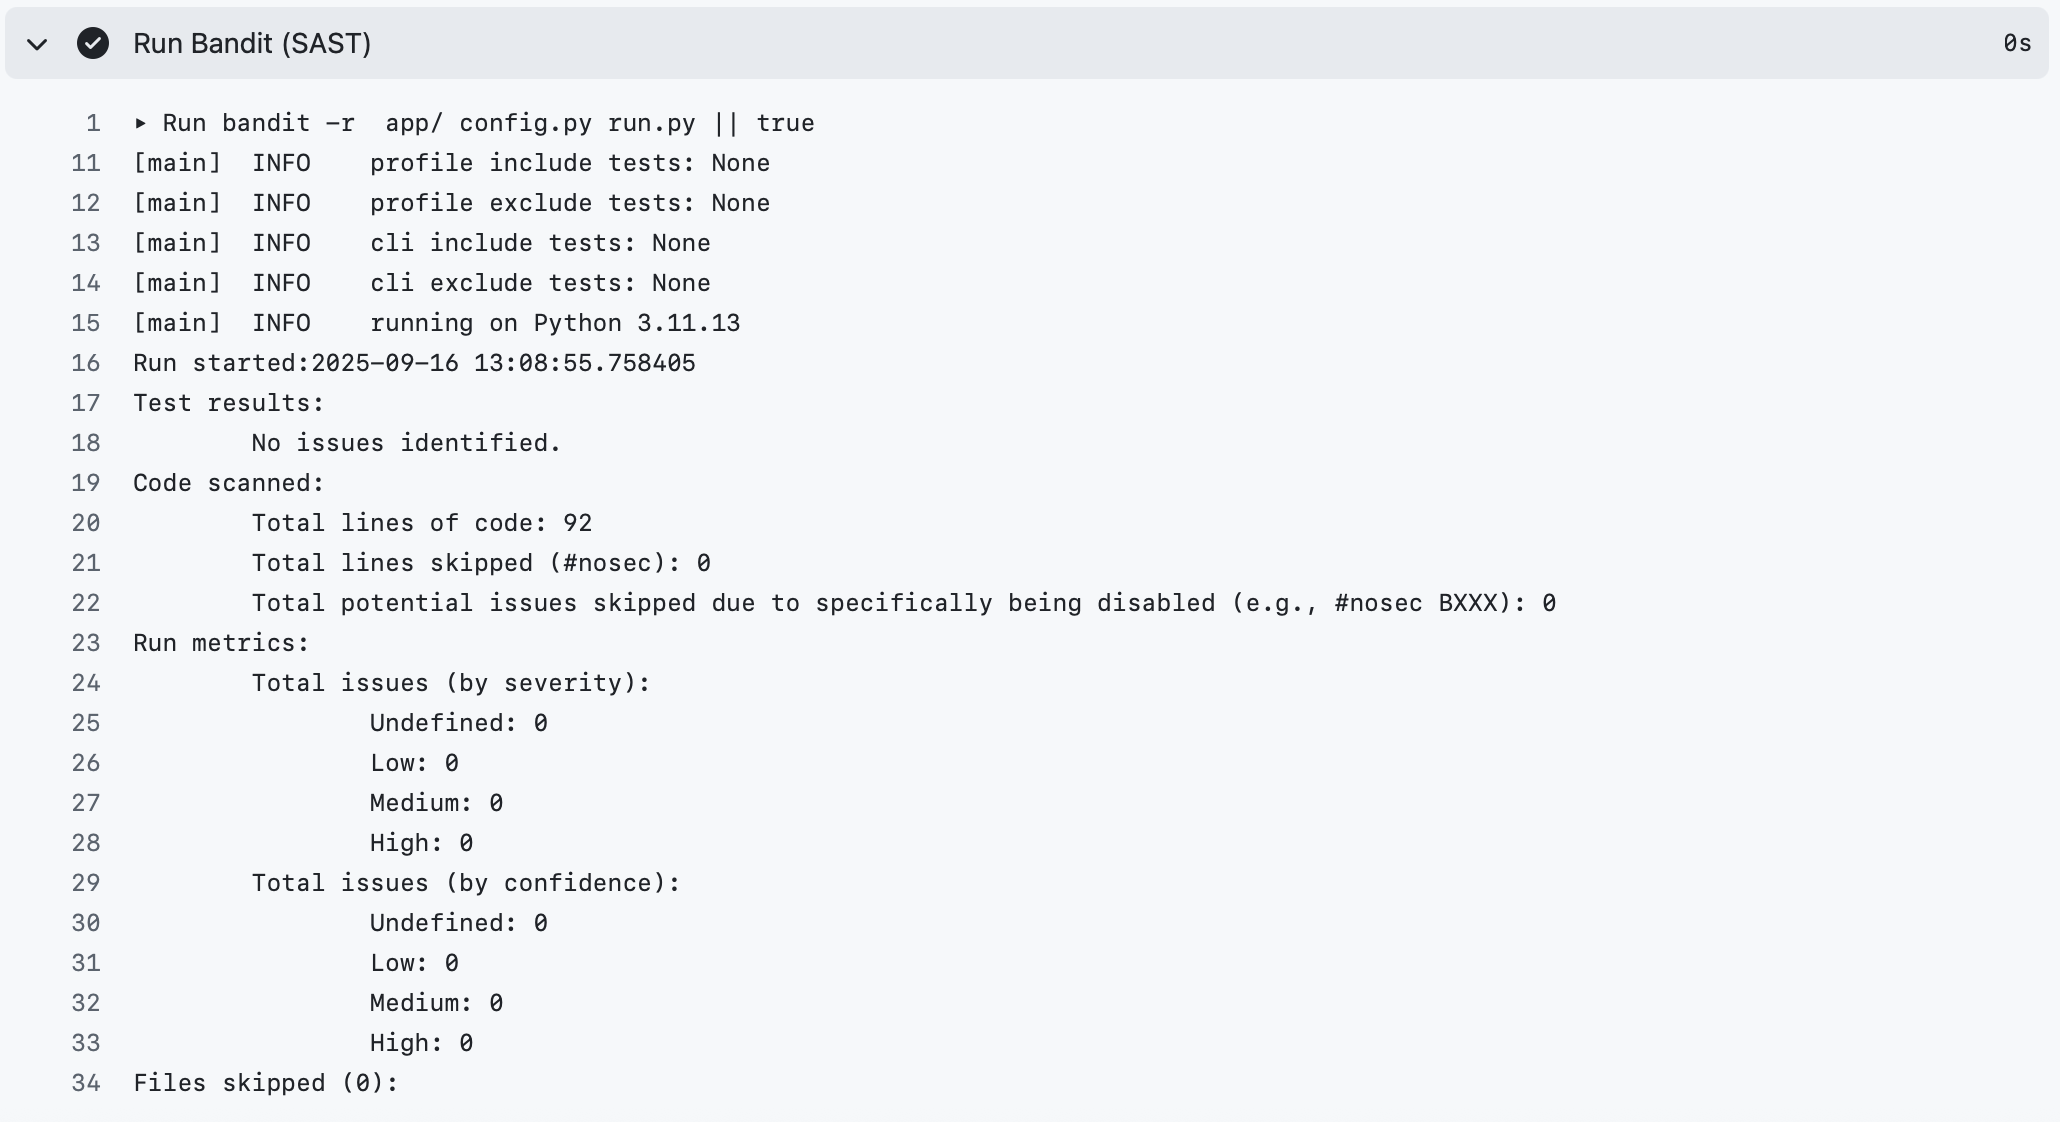 Run Bandit (SAST) 0s
1 ▸ Run bandit -r  app/ config.py run.py || true
11 [main]  INFO    profile include tests: None
12 [main]  INFO    profile exclude tests: None
13 [main]  INFO    cli include tests: None
14 [main]  INFO    cli exclude tests: None
15 [main]  INFO    running on Python 3.11.13
16 Run started:2025-09-16 13:08:55.758405
17 Test results:
18         No issues identified.
19 Code scanned:
20         Total lines of code: 92
21         Total lines skipped (#nosec): 0
22         Total potential issues skipped due to specifically being disabled (e.g., #nosec BXXX): 0
23 Run metrics:
24         Total issues (by severity):
25                 Undefined: 0
26                 Low: 0
27                 Medium: 0
28                 High: 0
29         Total issues (by confidence):
30                 Undefined: 0
31                 Low: 0
32                 Medium: 0
33                 High: 0
34 Files skipped (0):